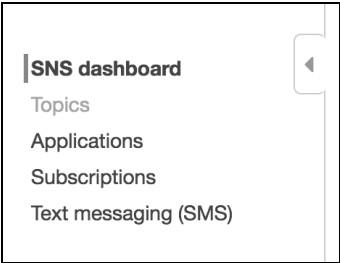 SNS dashboard
Topics
Applications
Subscriptions
Text messaging (SMS)